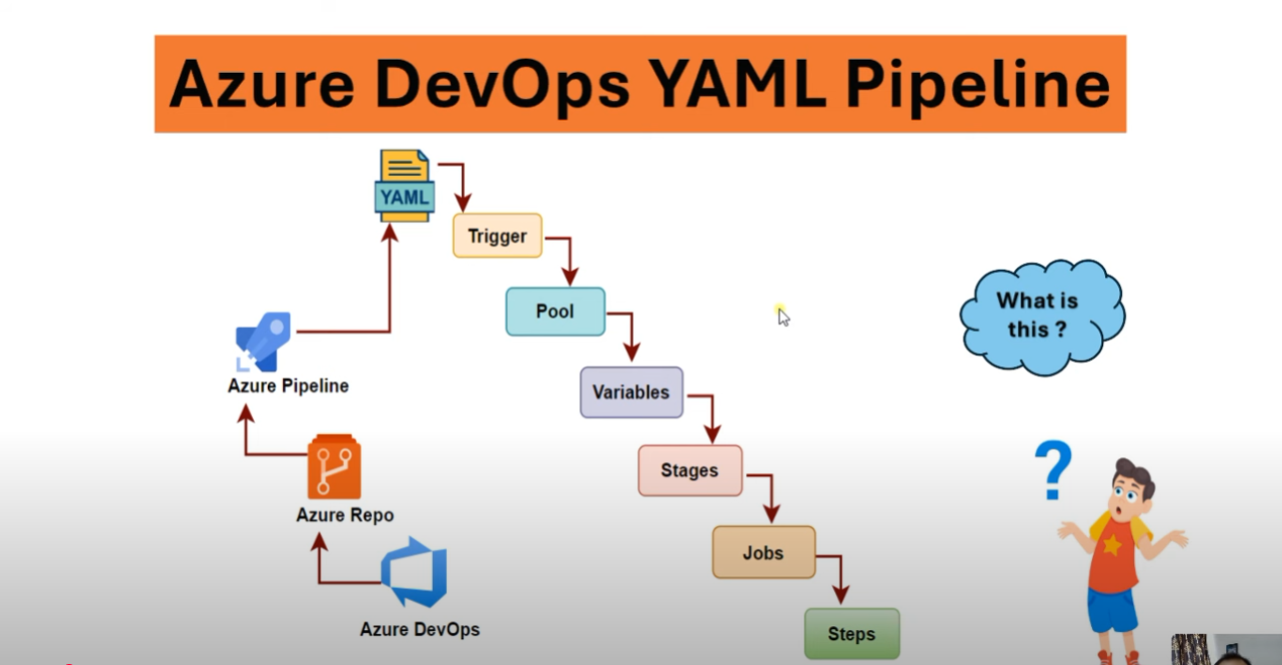 Azure DevOps YAML Pipeline
YAML
Trigger
Pool
What is
this ?
Azure Pipeline
Variables
Stages
?
Azure Repo
Jobs
Azure DevOps
Steps